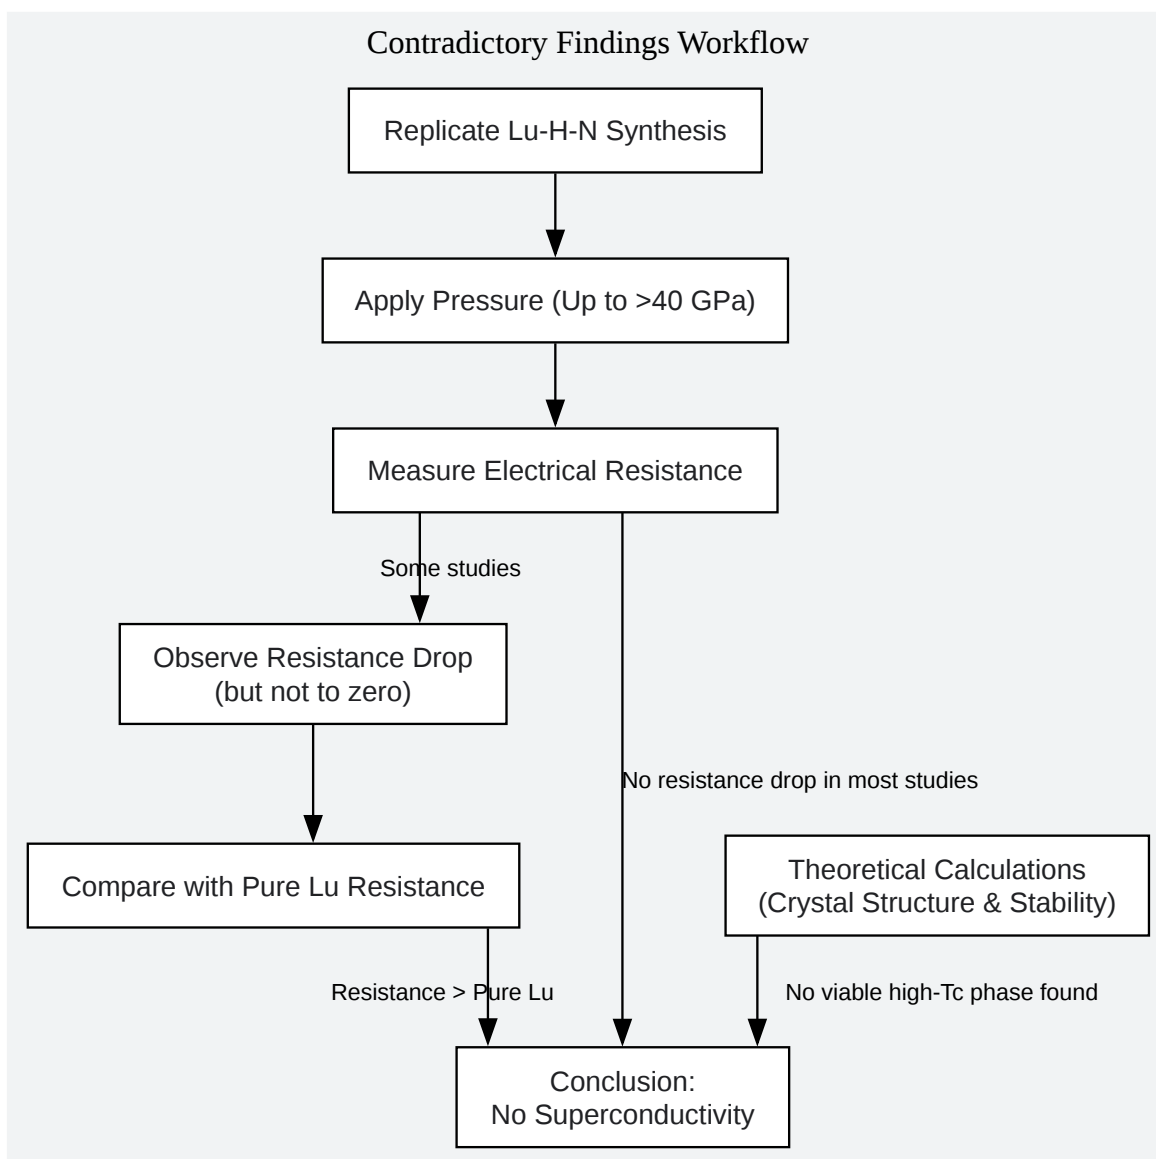 Contradictory Findings Workflow
Replicate Lu-H-N Synthesis
Apply Pressure (Up to >40 GPa)
Measure Electrical Resistance
Some studies
Observe Resistance Drop
(but not to zero)
No resistance drop in most studies
Compare with Pure Lu Resistance
Theoretical Calculations
(Crystal Structure & Stability)
Resistance > Pure Lu
No viable high-Tc phase found
Conclusion:
No Superconductivity